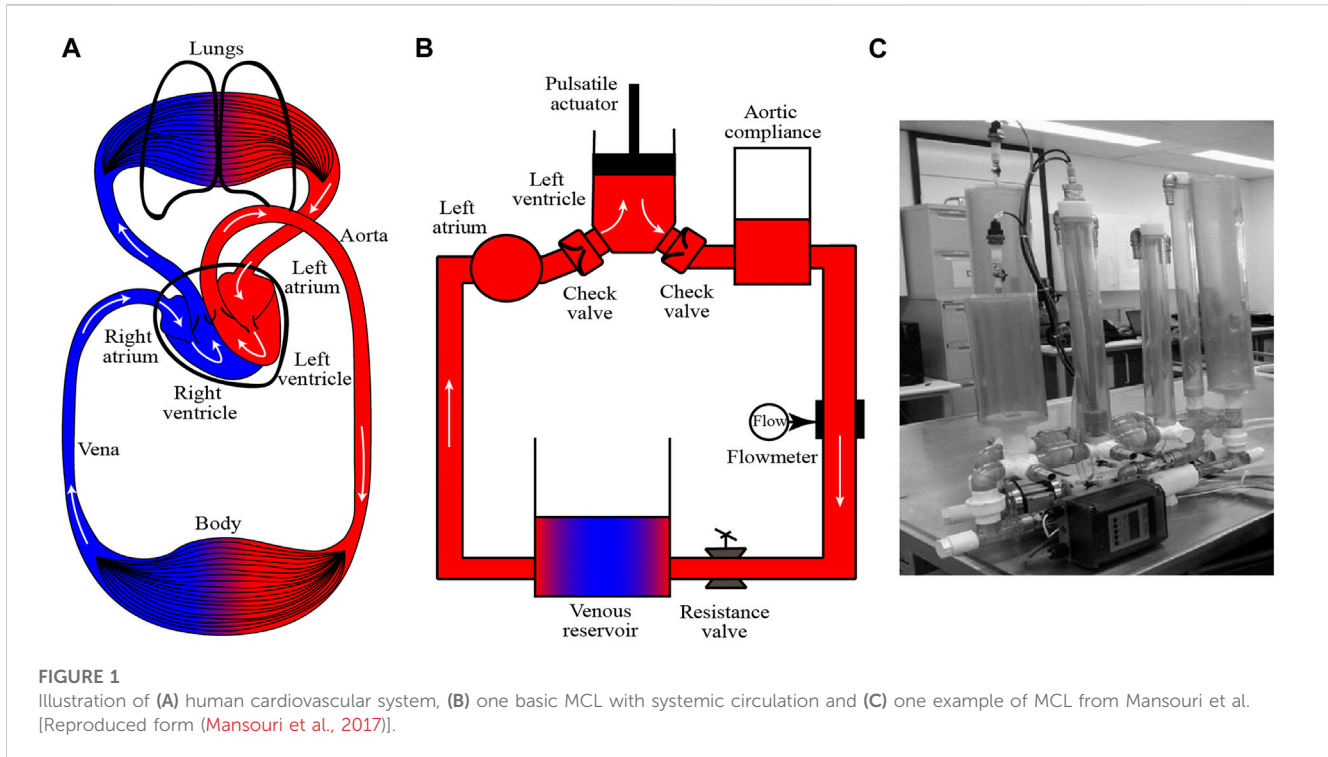 A
Lungs
Aorta
Left
atrium
Right
atrium
Left
ventricle
Right
ventricle
Vena
Body
B
Pulsatile
actuator
Aortic
compliance
Left
ventricle
Left
atrium
Check
valve
Check
valve
Flow
Flowmeter
Venous
reservoir
Resistance
valve
C
FIGURE 1
Illustration of (A) human cardiovascular system, (B) one basic MCL with systemic circulation and (C) one example of MCL from Mansouri et al.
[Reproduced form (Mansouri et al., 2017)].